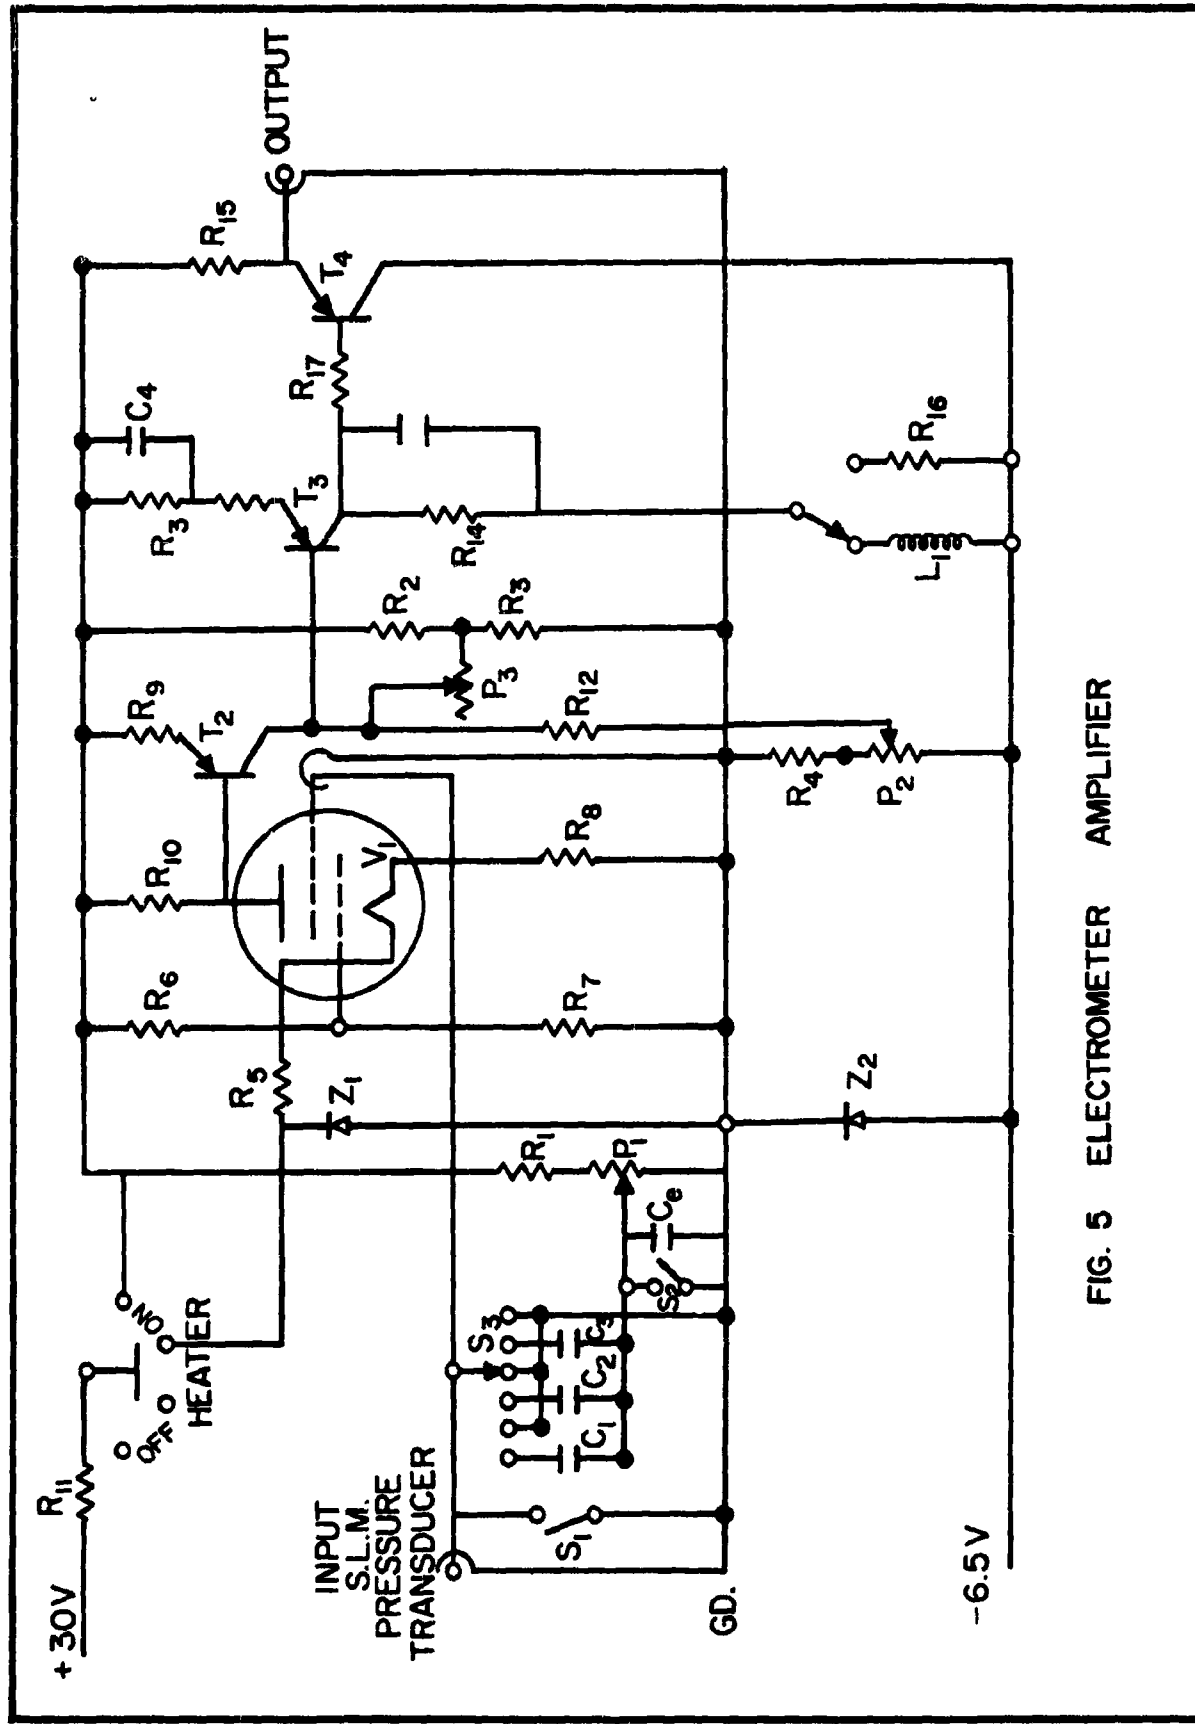 +30V
R11
OFF
NO
HEATER
INPUT
S.L.M.
PRESSURE
TRANSDUCER
GD.
-6.5V
S1
S3
C1
C2
C3
S2
Ce
P1
R1
Z1
Z2
R5
R6
R7
R10
V1
R8
R9
T2
R4
P2
R12
P3
R2
R3
R3
C4
T3
R14
L1
R16
R17
T4
R15
OUTPUT
FIG. 5 ELECTROMETER AMPLIFIER